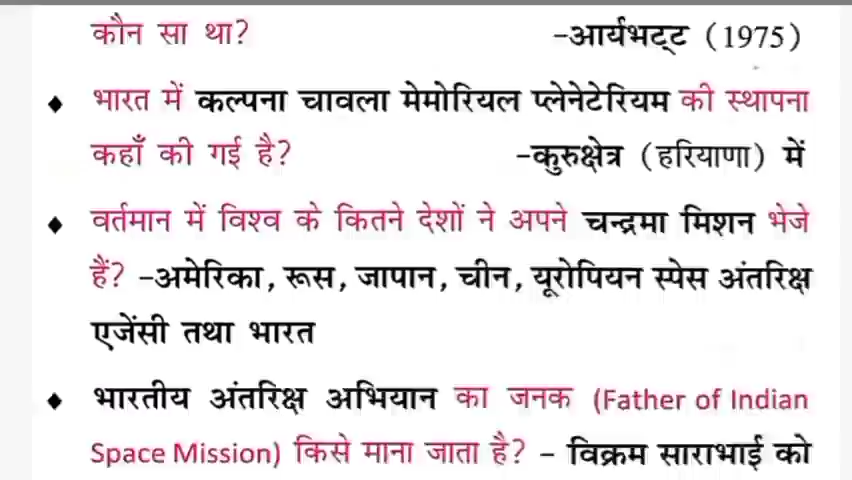 कौन सा था? -आर्यभट्ट (1975)
♦ भारत में कल्पना चावला मेमोरियल प्लेनेटेरियम की स्थापना
कहाँ की गई है? -कुरुक्षेत्र (हरियाणा) में
♦ वर्तमान में विश्व के कितने देशों ने अपने चन्द्रमा मिशन भेजे
हैं? -अमेरिका, रूस, जापान, चीन, यूरोपियन स्पेस अंतरिक्ष
एजेंसी तथा भारत
♦ भारतीय अंतरिक्ष अभियान का जनक (Father of Indian
Space Mission) किसे माना जाता है? - विक्रम साराभाई को